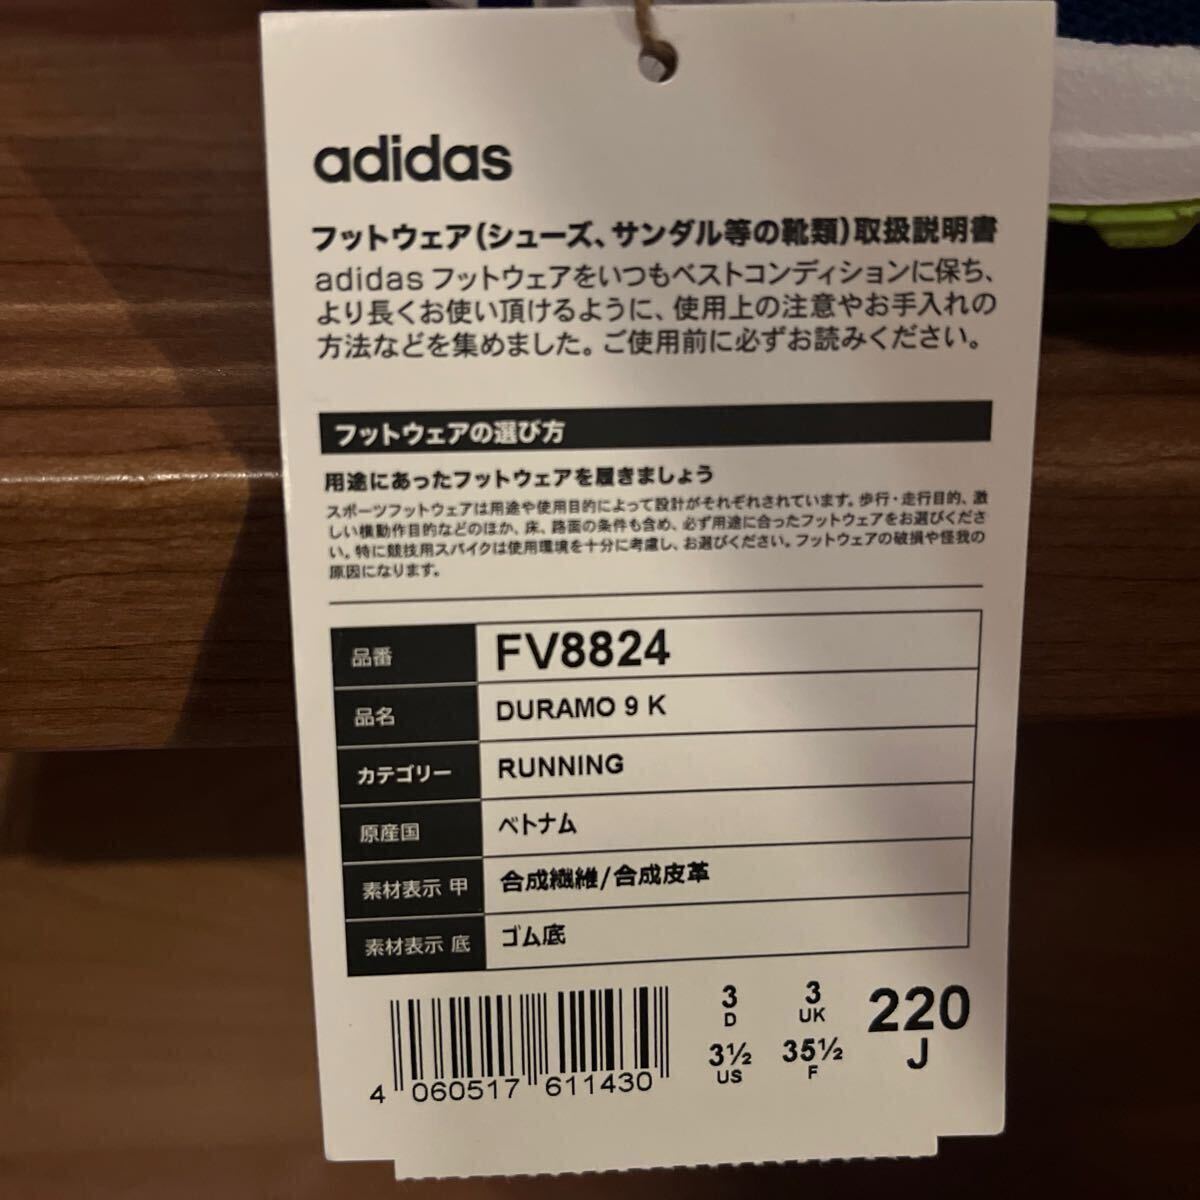 adidas
フットウェア(シューズ、サンダル等の靴類)取扱説明書
adidas フットウェアをいつもベストコンディションに保ち、
より長くお使い頂けるように、使用上の注意やお手入れの
方法などを集めました。ご使用前に必ずお読みください。
フットウェアの選び方
用途にあったフットウェアを履きましょう
スポーツフットウェアは用途や使用目的によって設計がそれぞれされています。歩行・走行目的、激
しい横動作目的などのほか、床、路面の条件も含め、必ず用途に合ったフットウェアをお選びくださ
い。特に競技用スパイクは使用環境を十分に考慮し、お選びください。フットウェアの破損や怪我の
原因になります。
品番 FV8824
品名 DURAMO 9 K
カテゴリー RUNNING
原産国 ベトナム
素材表示 甲 合成繊維/合成皮革
素材表示 底 ゴム底
3 3 220
D UK J
3½ 35½
US F
4 060517 611430